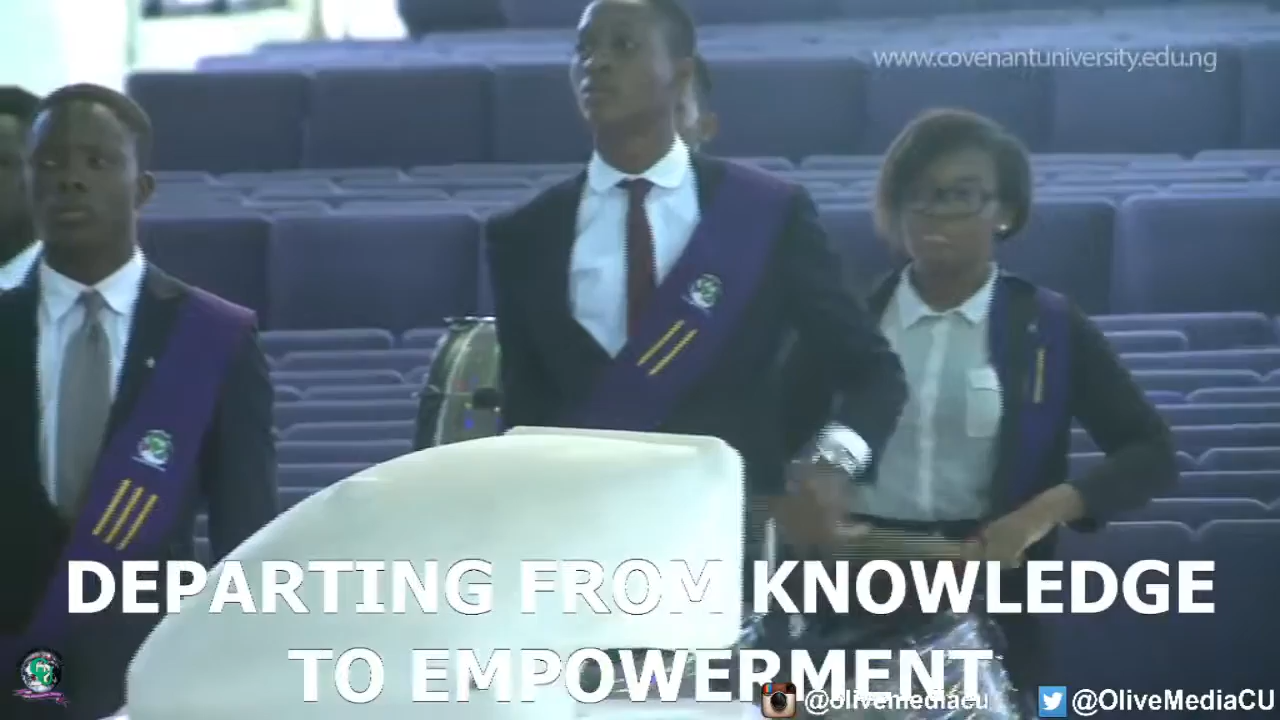 www.covenantuniversity.edu.ng
DEPARTING FROM KNOWLEDGE
TO EMPOWERMENT
@olivemediacu
@OliveMediaCU